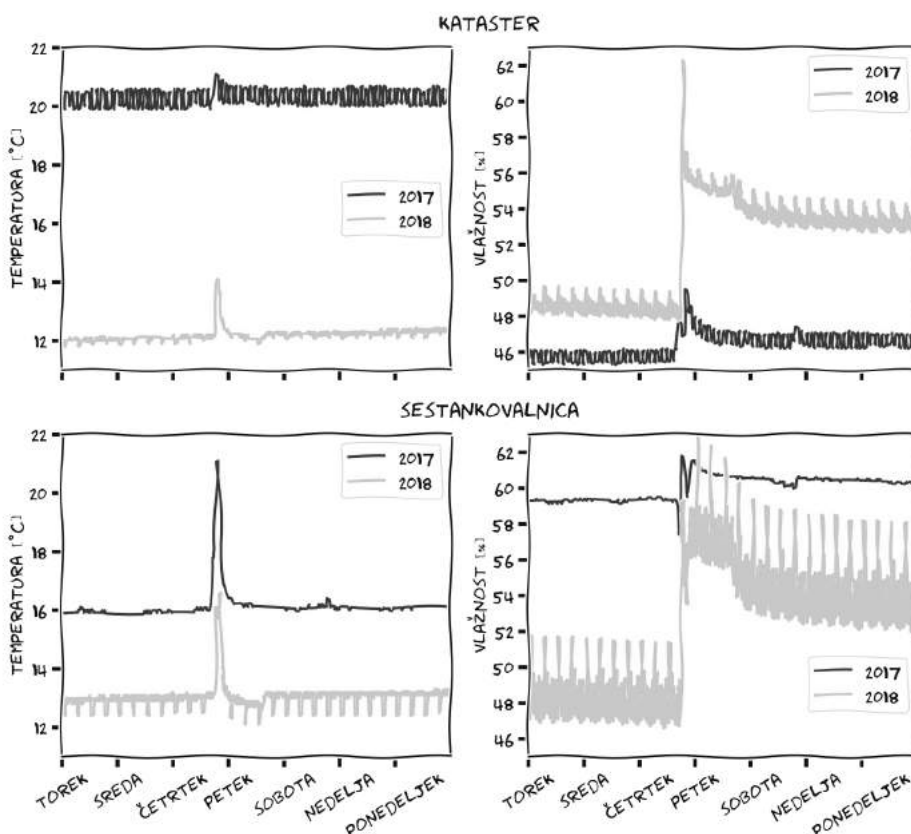 KATASTER
TEMPERATURA [°C]
22
20
18
16
14
12
2017
2018
VLAŽNOST [%]
62
60
58
56
54
52
50
48
46
2017
2018
SESTANKOVALNICA
TEMPERATURA [°C]
22
20
18
16
14
12
2017
2018
TOREK
SREDA
ČETRTEK
PETEK
SOBOTA
NEDELJA
PONEDELJEK
VLAŽNOST [%]
62
60
58
56
54
52
50
48
46
2017
2018
TOREK
SREDA
ČETRTEK
PETEK
SOBOTA
NEDELJA
PONEDELJEK